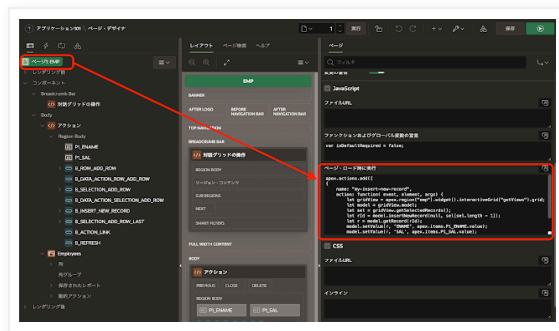 アプリケーション101 \ ページ・デザイナ
1
実行
保存
ページ1: EMP
レンダリング前
コンポーネント
Breadcrumb Bar
対話グリッドの操作
Body
アクション
Region Body
P1_ENAME
P1_SAL
B_ROW_ADD_ROW
B_DATA_ACTION_ROW_ADD_ROW
B_SELECTION_ADD_ROW
B_DATA_ACTION_SELECTION_ADD_ROW
B_INSERT_NEW_RECORD
B_SELECTION_ADD_ROW_LAST
B_ACTION_LINK
B_REFRESH
Employees
列
列グループ
保存されたレポート
動的アクション
レンダリング後
レイアウト
ページ検索
ヘルプ
EMP
BANNER
AFTER LOGO
BEFORE NAVIGATION BAR
AFTER NAVIGATION BAR
TOP NAVIGATION
BREADCRUMB BAR
対話グリッドの操作
REGION BODY
リージョン・コンテンツ
SUB REGIONS
NEXT
SMART FILTERS
FULL WIDTH CONTENT
BODY
アクション
PREVIOUS
CLOSE
DELETE
REGION BODY
P1_ENAME
P1_SAL
ページ
フィルタ
JavaScript
ファイルURL
ファンクションおよびグローバル変数の宣言
var isDefaultRequired = false;
ページ・ロード時に実行
apex.actions.add([
{
name: "my-insert-new-record",
action: function( event, element, args) {
let gridView = apex.region("emp").widget().interactiveGrid("getViews").grid;
let model = gridView.model;
let sel = gridView.getSelectedRecords();
let rId = model.insertNewRecord(null, sel[sel.length - 1]);
let r = model.getRecord(rId);
model.setValue(r, 'ENAME', apex.items.P1_ENAME.value);
model.setValue(r, 'SAL', apex.items.P1_SAL.value);
CSS
ファイルURL
インライン